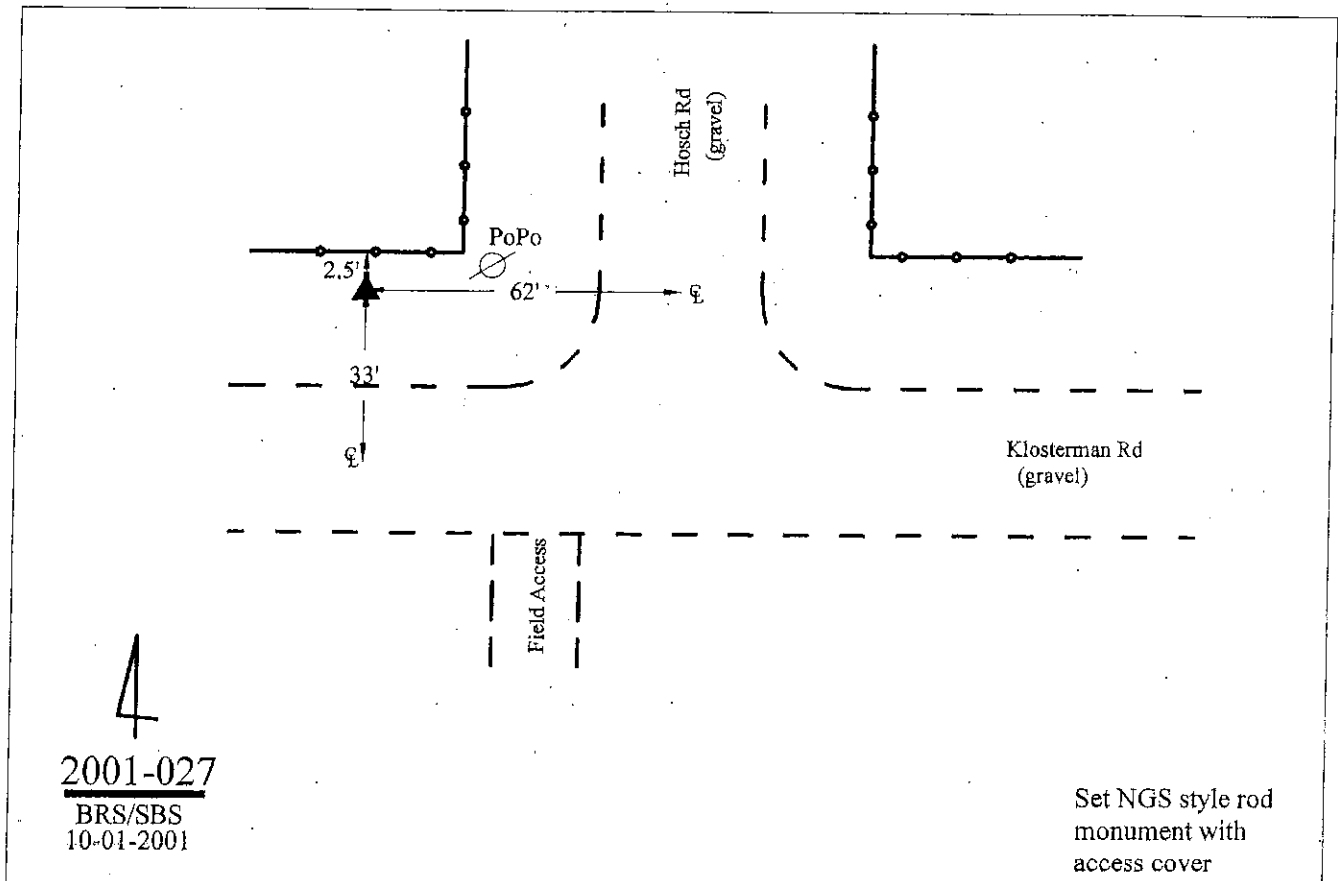 Hosch Rd
(gravel)
PoPo
2.5'
62'
℄
33'
℄
Klosterman Rd
(gravel)
Field Access
2001-027
BRS/SBS
10-01-2001
Set NGS style rod
monument with
access cover